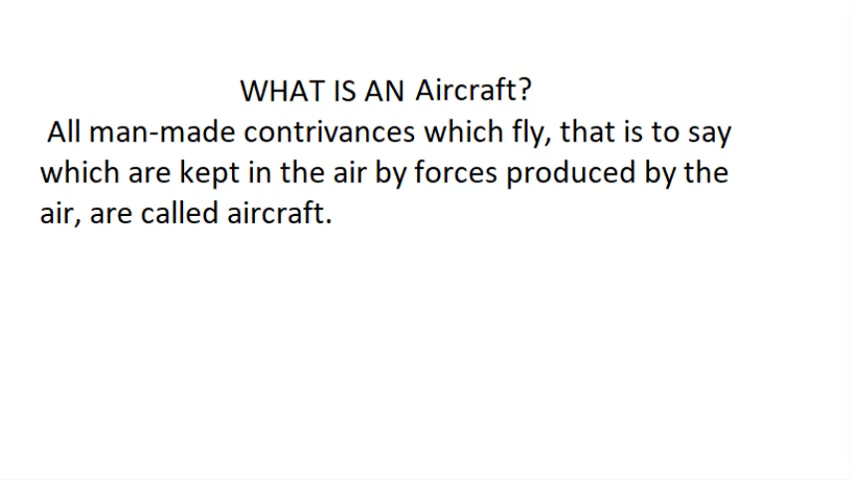 WHAT IS AN Aircraft?
All man-made contrivances which fly, that is to say
which are kept in the air by forces produced by the
air, are called aircraft.